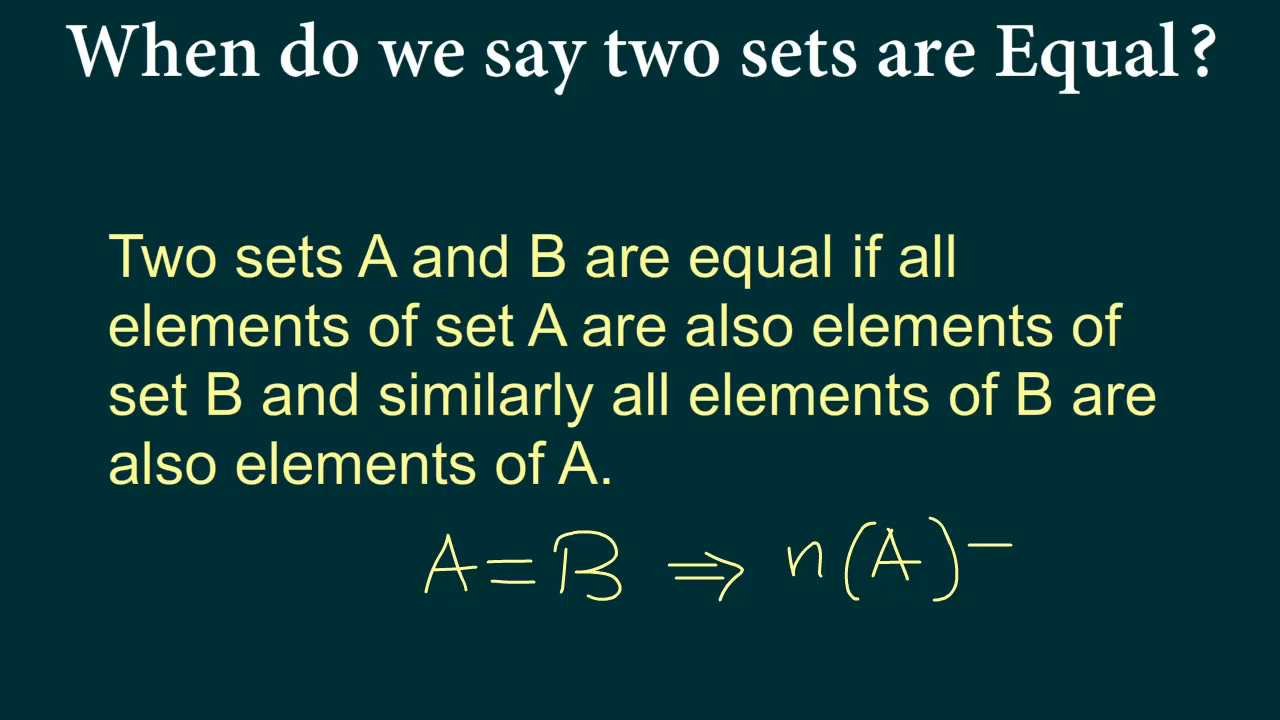 When do we say two sets are Equal?
Two sets A and B are equal if all
elements of set A are also elements of
set B and similarly all elements of B are
also elements of A.
A = B ⇒ n(A) −